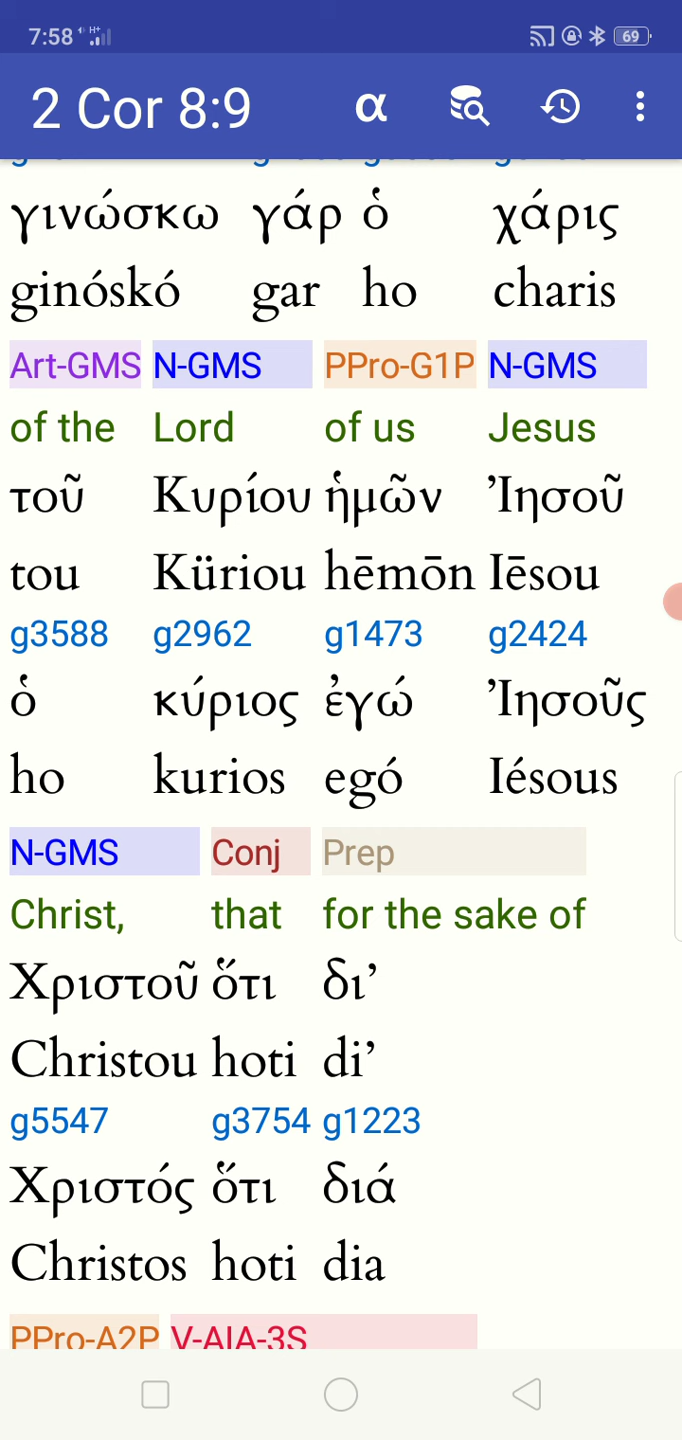 7:58 H+ 69
2 Cor 8:9 α
γινώσκω γάρ ὁ χάρις
ginóskó gar ho charis
Art-GMS N-GMS PPro-G1P N-GMS
of the Lord of us Jesus
τοῦ Κυρίου ἡμῶν Ἰησοῦ
tou Küriou hēmōn Iēsou
g3588 g2962 g1473 g2424
ὁ κύριος ἐγώ Ἰησοῦς
ho kurios egó Iésous
N-GMS Conj Prep
Christ, that for the sake of
Χριστοῦ ὅτι δι’
Christou hoti di’
g5547 g3754 g1223
Χριστός ὅτι διά
Christos hoti dia
PPro-A2P V-AIA-3S